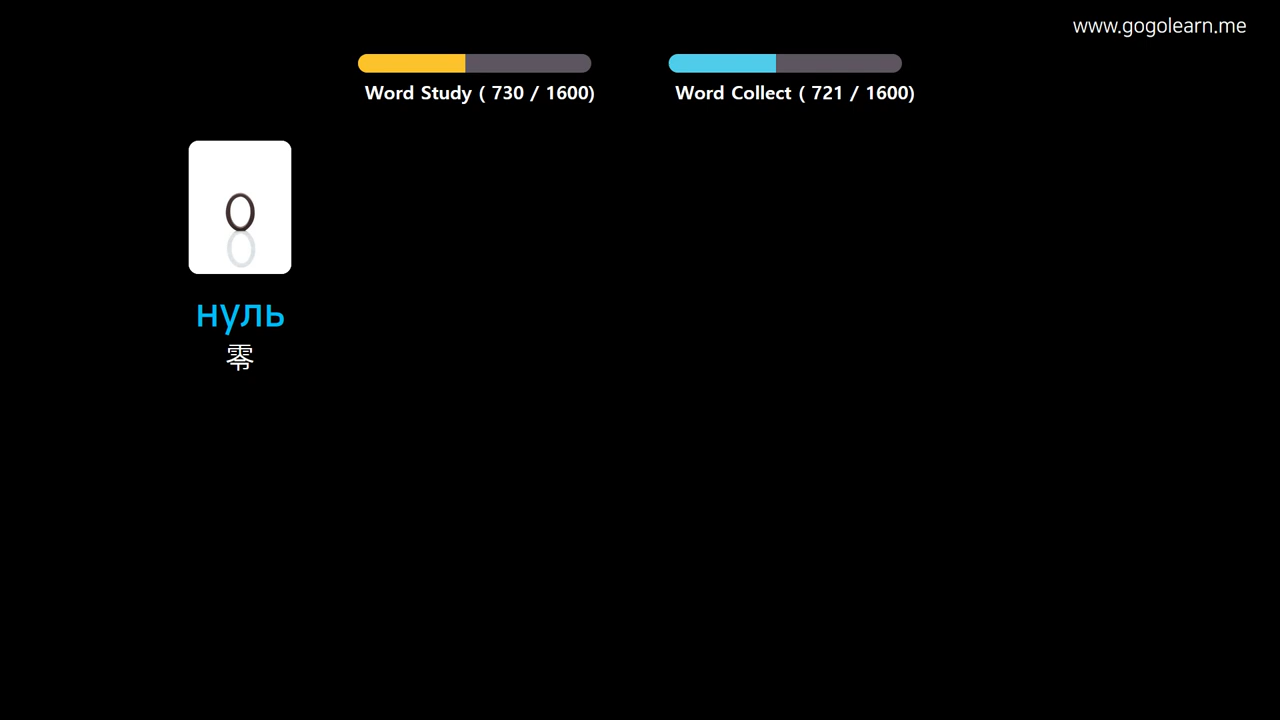 www.gogolearn.me
Word Study ( 730 / 1600)
Word Collect ( 721 / 1600)
0
нуль
零